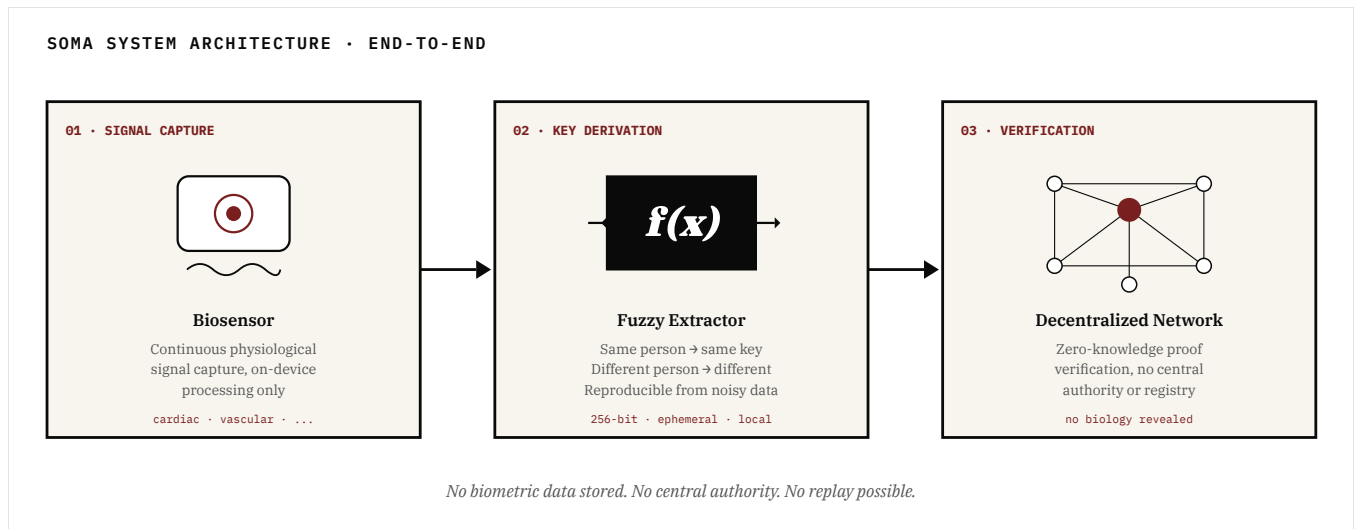 SOMA SYSTEM ARCHITECTURE · END-TO-END
01 · SIGNAL CAPTURE
Biosensor
Continuous physiological
signal capture, on-device
processing only
cardiac · vascular · ...
02 · KEY DERIVATION
f(x)
Fuzzy Extractor
Same person → same key
Different person → different
Reproducible from noisy data
256-bit · ephemeral · local
03 · VERIFICATION
Decentralized Network
Zero-knowledge proof
verification, no central
authority or registry
no biology revealed
No biometric data stored. No central authority. No replay possible.